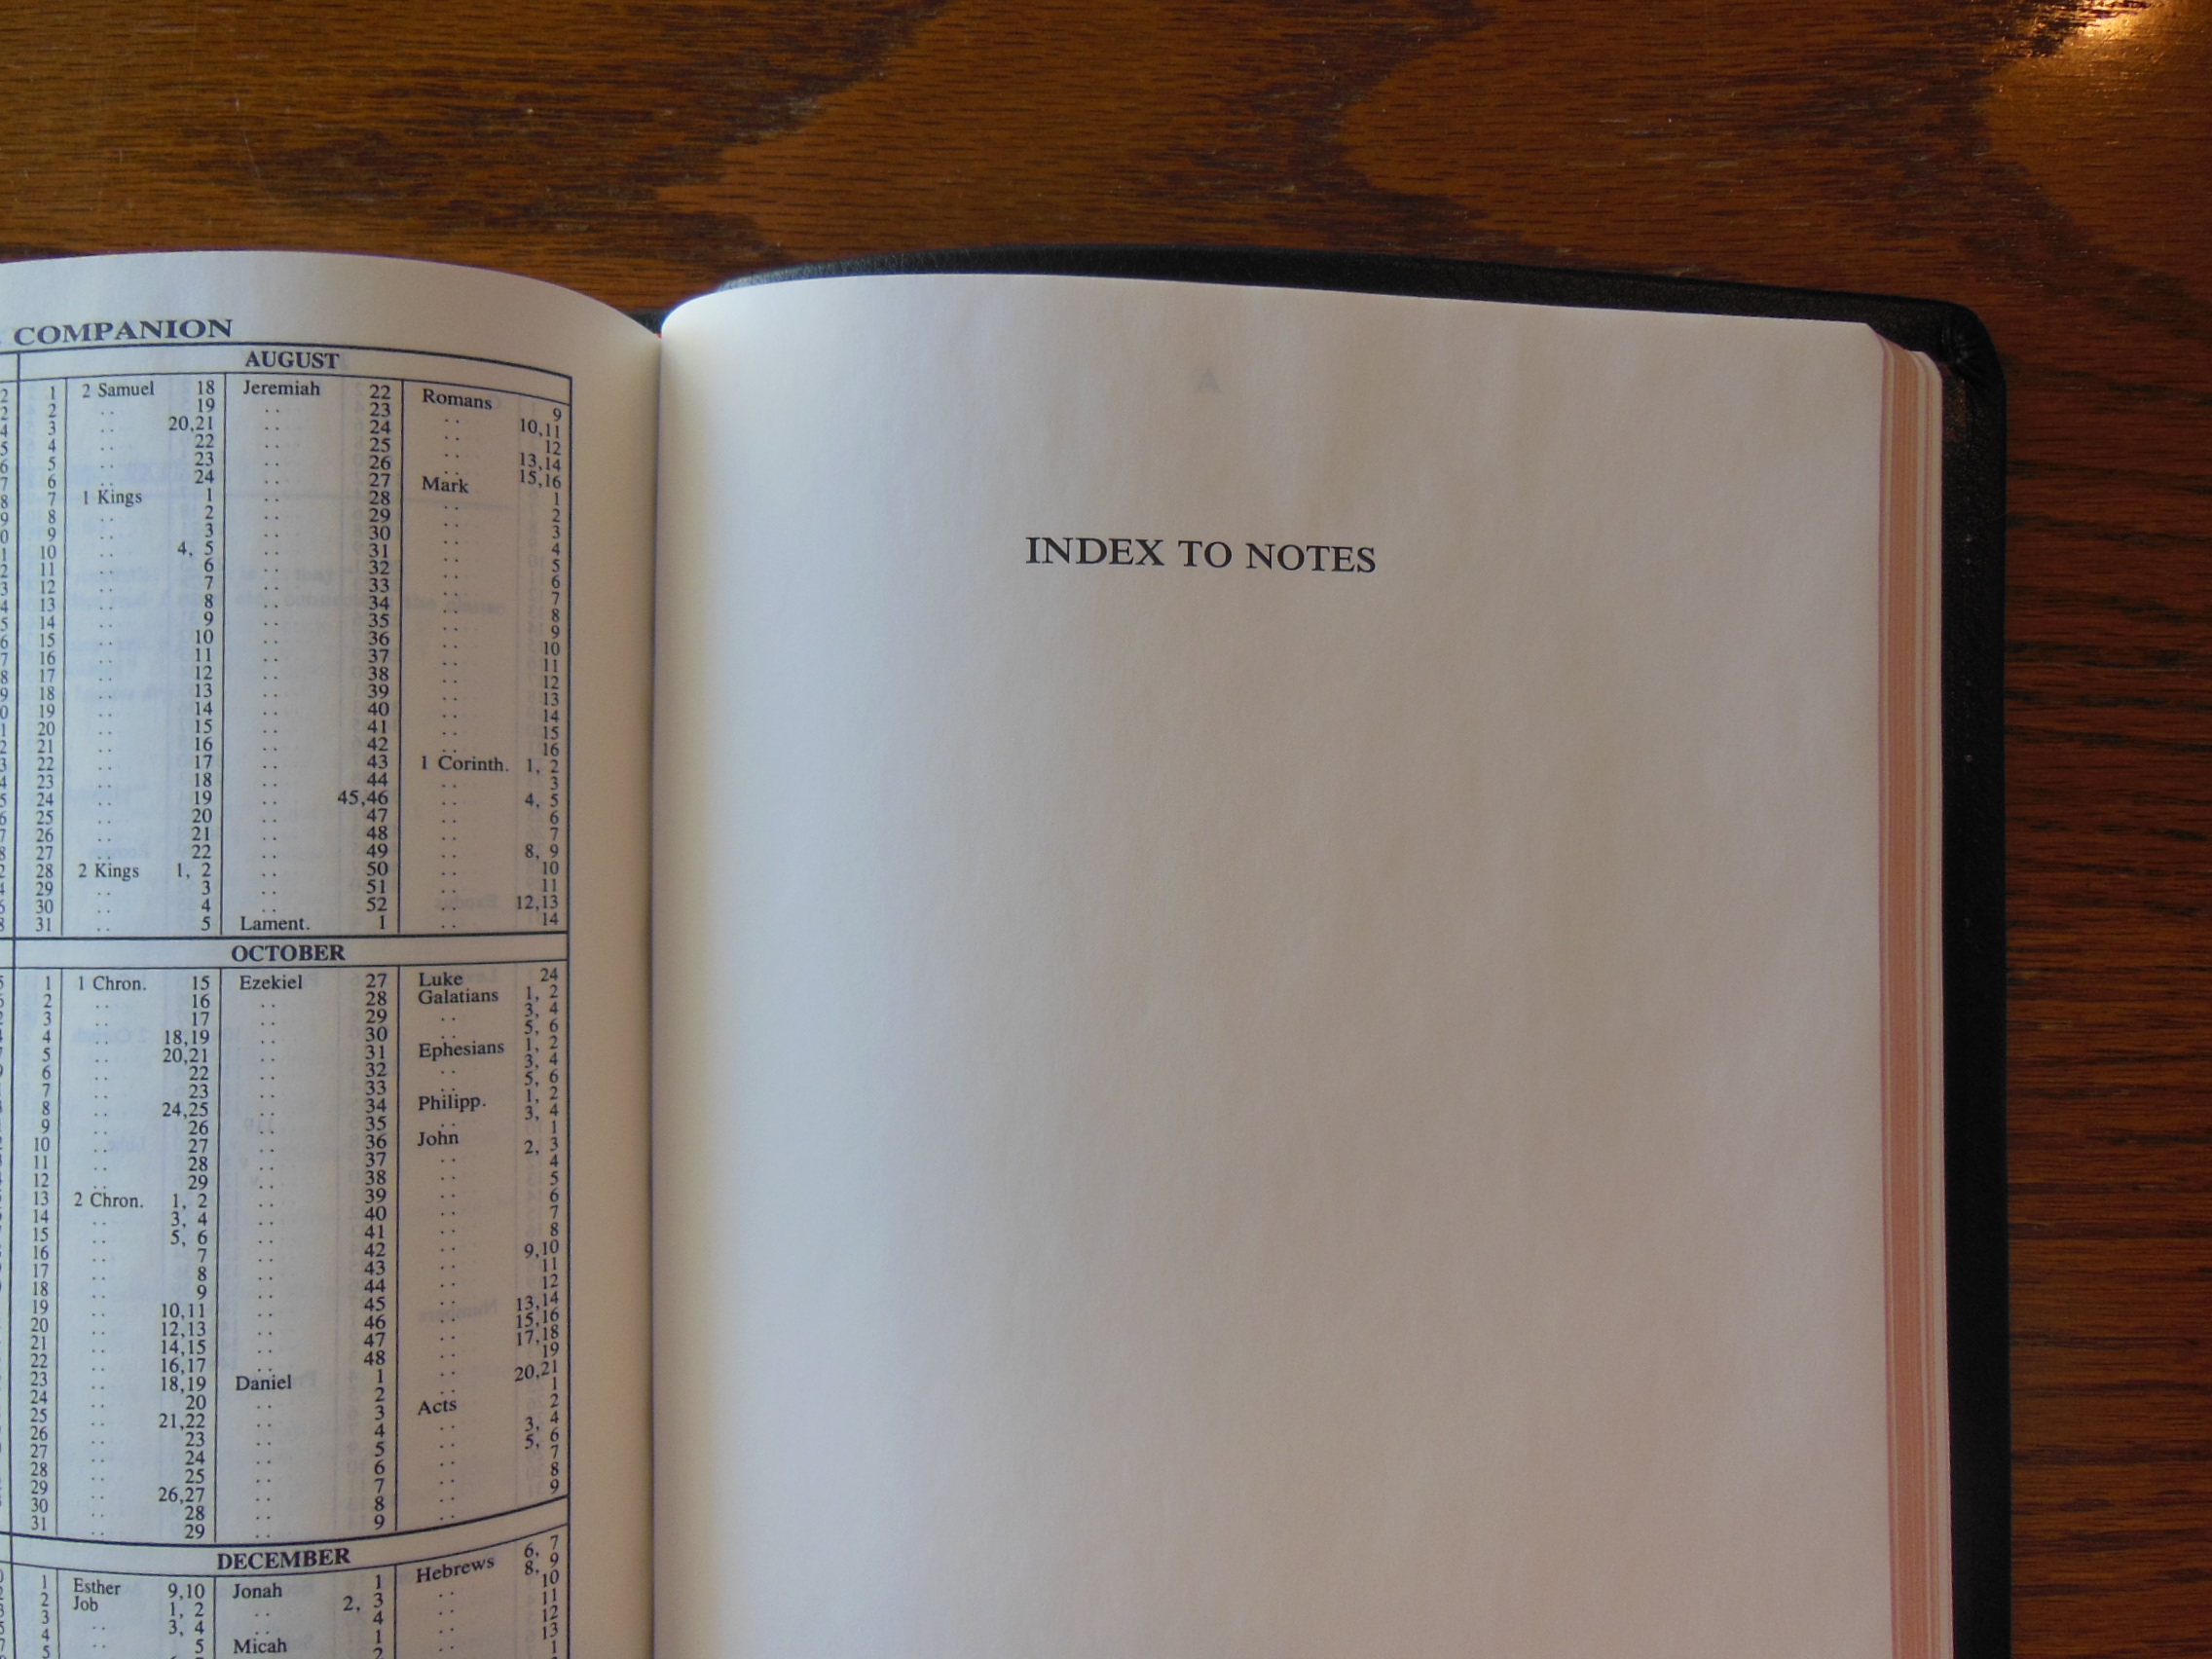 COMPANION
AUGUST
1 2 Samuel 18 Jeremiah 22 Romans 9
2 .. 19 .. 23 .. 10,11
3 .. 20,21 .. 24 .. 12
4 .. 22 .. 25 .. 13,14
5 .. 23 .. 26 .. 15,16
6 .. 24 .. 27 Mark 1
7 1 Kings 1 .. 28 .. 2
8 .. 2 .. 29 .. 3
9 .. 3 .. 30 .. 4
10 .. 4, 5 .. 31 .. 5
11 .. 6 .. 32 .. 6
12 .. 7 .. 33 .. 7
13 .. 8 .. 34 .. 8
14 .. 9 .. 35 .. 9
15 .. 10 .. 36 .. 10
16 .. 11 .. 37 .. 11
17 .. 12 .. 38 .. 12
18 .. 13 .. 39 .. 13
19 .. 14 .. 40 .. 14
20 .. 15 .. 41 .. 15
21 .. 16 .. 42 .. 16
22 .. 17 .. 43 1 Corinth. 1, 2
23 .. 18 .. 44 .. 3
24 .. 19 .. 45,46 .. 4, 5
25 .. 20 .. 47 .. 6
26 .. 21 .. 48 .. 7
27 .. 22 .. 49 .. 8, 9
28 2 Kings 1, 2 .. 50 .. 10
29 .. 3 .. 51 .. 11
30 .. 4 .. 52 .. 12,13
31 .. 5 Lament. 1 .. 14
OCTOBER
1 1 Chron. 15 Ezekiel 27 Luke 24
2 .. 16 .. 28 Galatians 1, 2
3 .. 17 .. 29 .. 3, 4
4 .. 18,19 .. 30 .. 5, 6
5 .. 20,21 .. 31 Ephesians 1, 2
6 .. 22 .. 32 .. 3, 4
7 .. 23 .. 33 .. 5, 6
8 .. 24,25 .. 34 Philipp. 1, 2
9 .. 26 .. 35 .. 3, 4
10 .. 27 .. 36 John 1
11 .. 28 .. 37 .. 2, 3
12 .. 29 .. 38 .. 4
13 2 Chron. 1, 2 .. 39 .. 5
14 .. 3, 4 .. 40 .. 6
15 .. 5, 6 .. 41 .. 7
16 .. 7 .. 42 .. 8
17 .. 8 .. 43 .. 9,10
18 .. 9 .. 44 .. 11
19 .. 10,11 .. 45 .. 12
20 .. 12,13 .. 46 .. 13,14
21 .. 14,15 .. 47 .. 15,16
22 .. 16,17 .. 48 .. 17,18
23 .. 18,19 Daniel 1 .. 19
24 .. 20 .. 2 .. 20,21
25 .. 21,22 .. 3 Acts 1
26 .. 23 .. 4 .. 2
27 .. 24 .. 5 .. 3, 4
28 .. 25 .. 6 .. 5, 6
29 .. 26,27 .. 7 .. 7
30 .. 28 .. 8 .. 8
31 .. 29 .. 9 .. 9
DECEMBER
1 Esther 9,10 Jonah 1 Hebrews 6, 7
2 Job 1, 2 .. 2, 3 .. 8, 9
3 .. 3, 4 .. 4 .. 10
4 .. 5 Micah 1 .. 11
5 2 12
13
1
INDEX TO NOTES